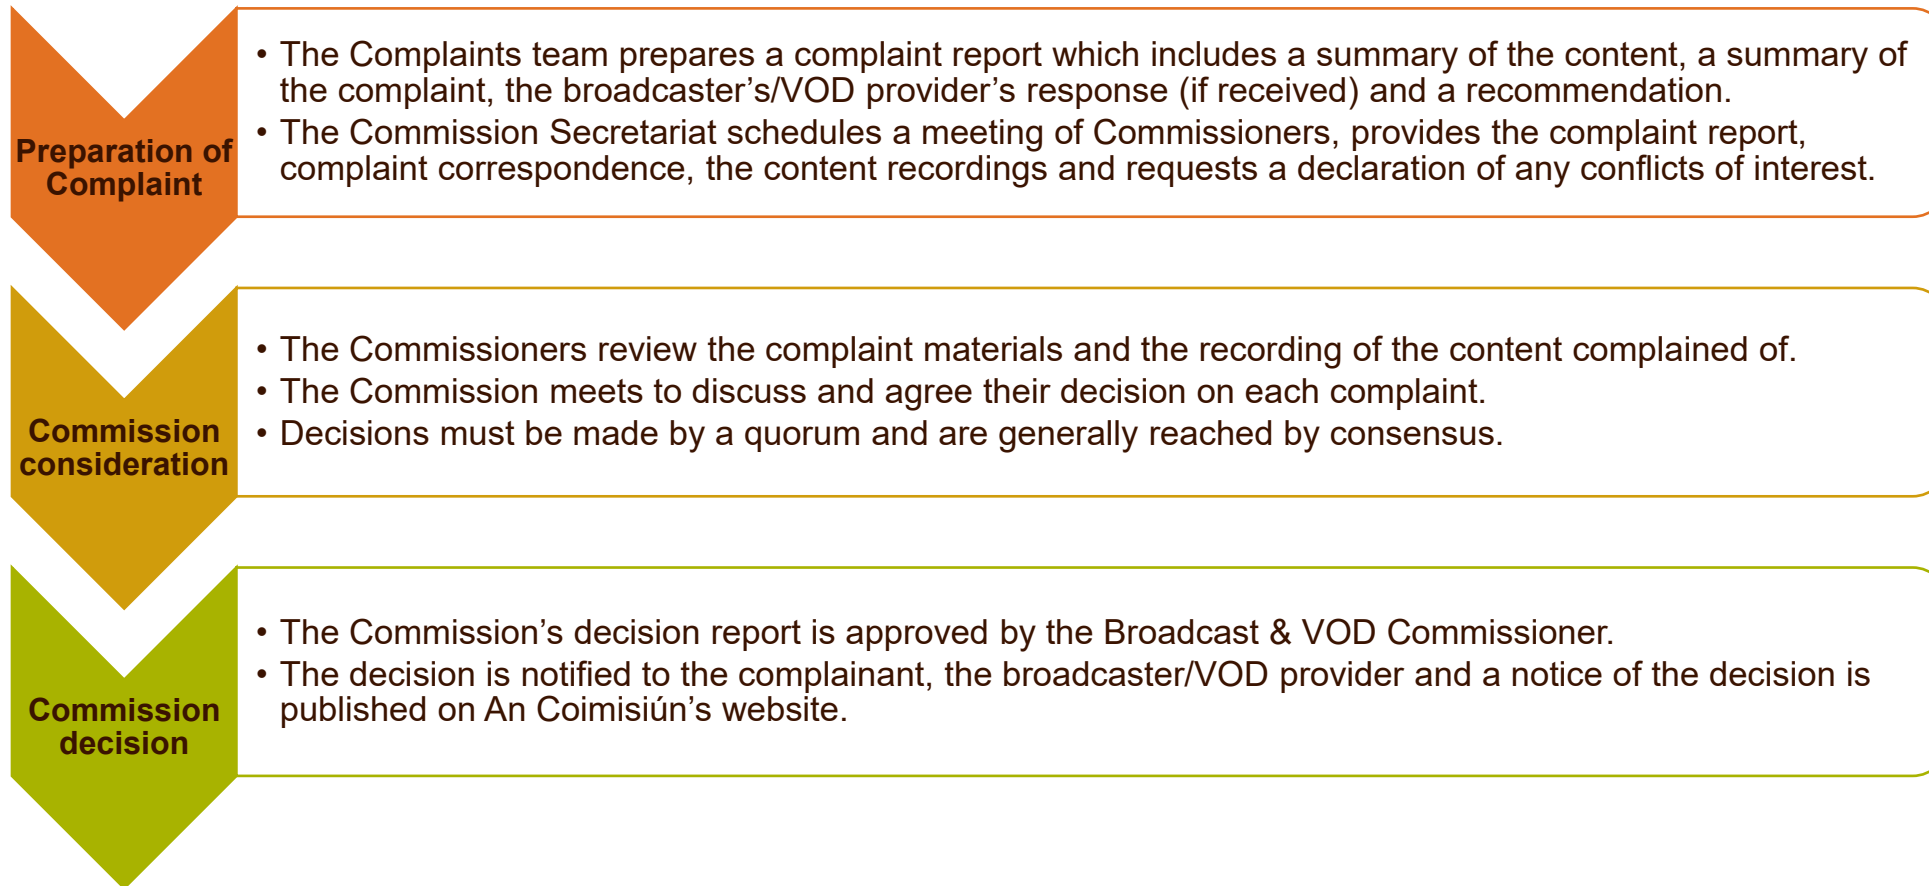 Preparation of
Complaint
• The Complaints team prepares a complaint report which includes a summary of the content, a summary of
the complaint, the broadcaster’s/VOD provider’s response (if received) and a recommendation.
• The Commission Secretariat schedules a meeting of Commissioners, provides the complaint report,
complaint correspondence, the content recordings and requests a declaration of any conflicts of interest.
Commission
consideration
• The Commissioners review the complaint materials and the recording of the content complained of.
• The Commission meets to discuss and agree their decision on each complaint.
• Decisions must be made by a quorum and are generally reached by consensus.
Commission
decision
• The Commission’s decision report is approved by the Broadcast & VOD Commissioner.
• The decision is notified to the complainant, the broadcaster/VOD provider and a notice of the decision is
published on An Coimisiún’s website.